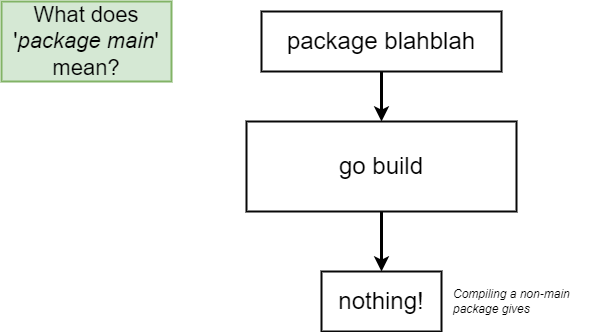 What does
'package main'
mean?
package blahblah
go build
nothing!
Compiling a non-main
package gives